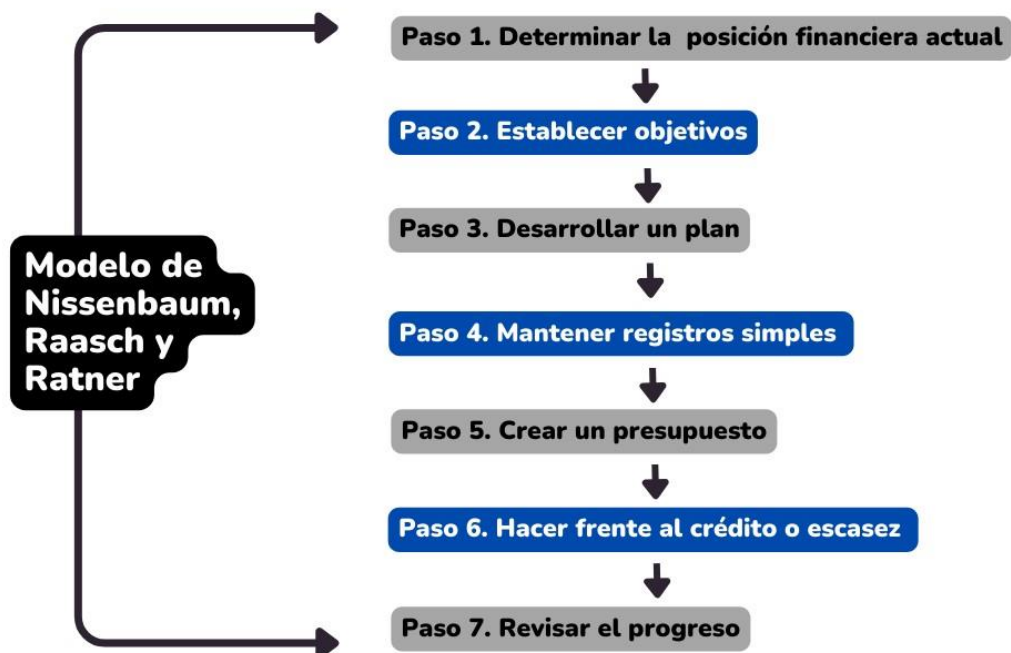 Paso 1. Determinar la posición financiera actual
Paso 2. Establecer objetivos
Paso 3. Desarrollar un plan
Modelo de
Nissenbaum,
Raasch y
Ratner
Paso 4. Mantener registros simples
Paso 5. Crear un presupuesto
Paso 6. Hacer frente al crédito o escasez
Paso 7. Revisar el progreso